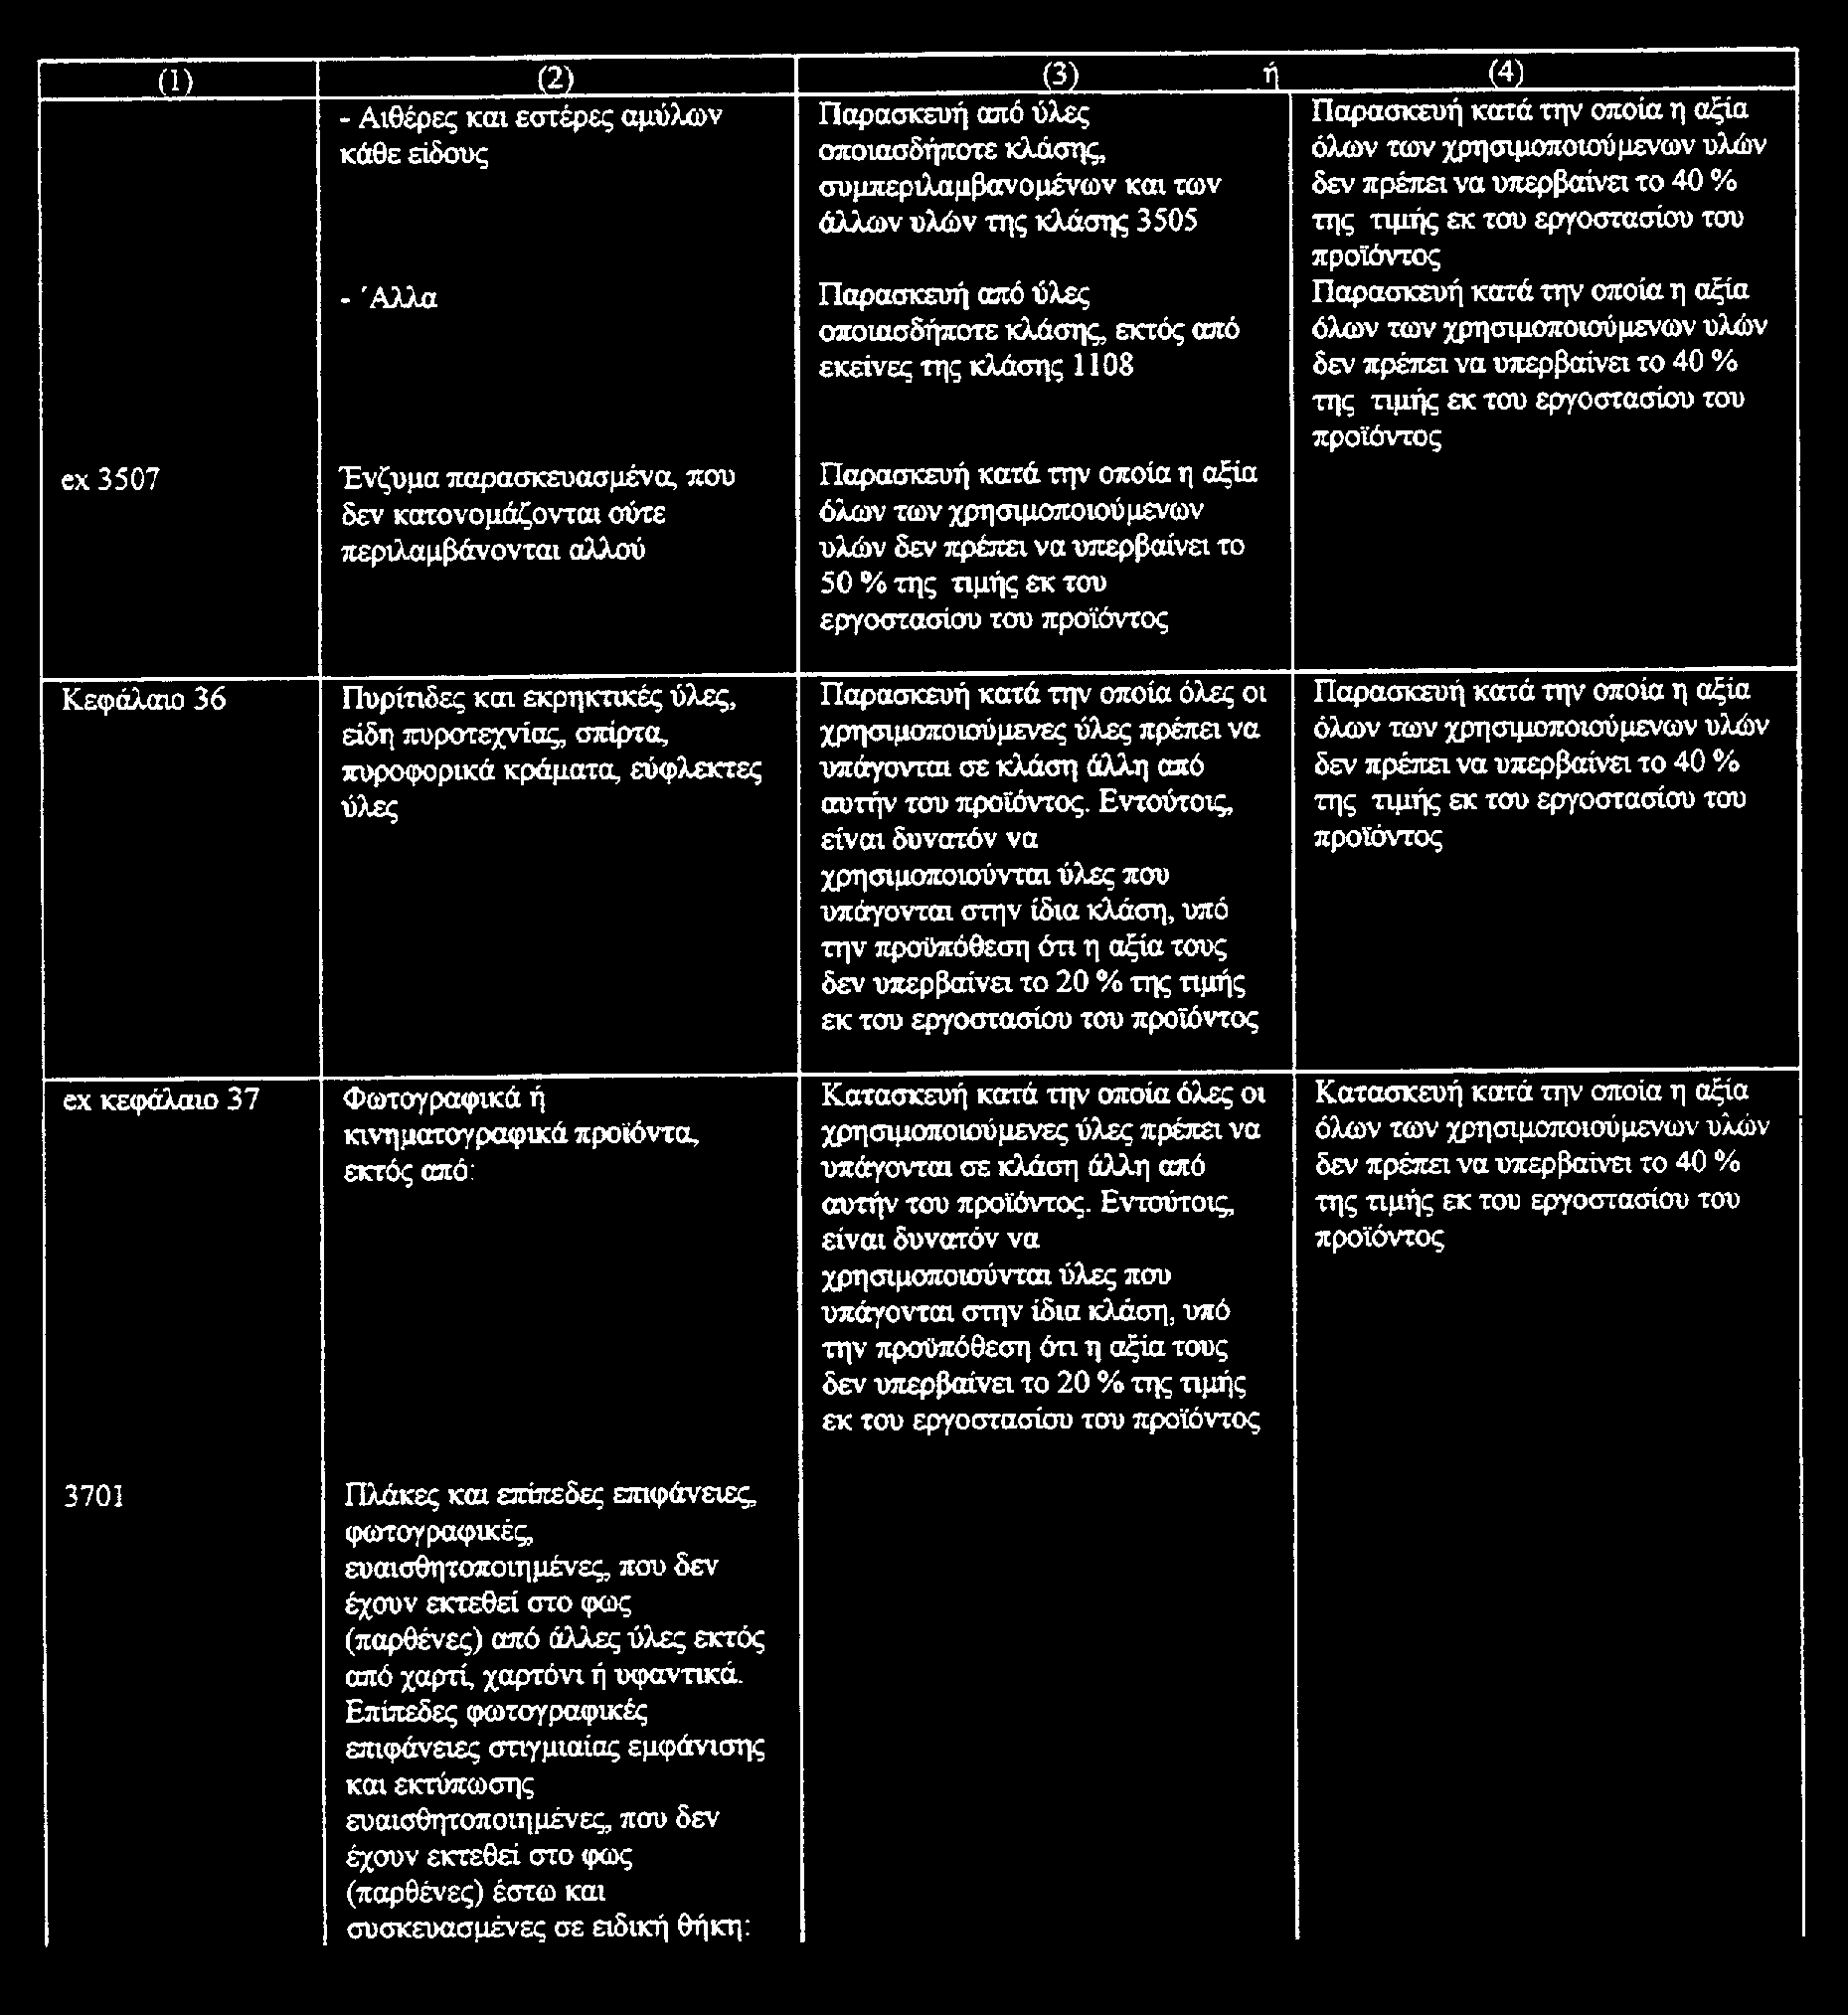 (1) (2) (3) ή (4)
- Αιθέρες και εστέρες αμύλων
κάθε είδους
Παρασκευή από ύλες
οποιασδήποτε κλάσης,
συμπεριλαμβανομένων και των
άλλων υλών της κλάσης 3505
Παρασκευή κατά την οποία η αξία
όλων των χρησιμοποιούμενων υλών
δεν πρέπει να υπερβαίνει το 40 %
της τιμής εκ του εργοστασίου του
προϊόντος
- Άλλα
Παρασκευή από ύλες
οποιασδήποτε κλάσης, εκτός από
εκείνες της κλάσης 1108
Παρασκευή κατά την οποία η αξία
όλων των χρησιμοποιούμενων υλών
δεν πρέπει να υπερβαίνει το 40 %
της τιμής εκ του εργοστασίου του
προϊόντος
ex 3507
Ένζυμα παρασκευασμένα, που
δεν κατονομάζονται ούτε
περιλαμβάνονται αλλού
Παρασκευή κατά την οποία η αξία
όλων των χρησιμοποιούμενων
υλών δεν πρέπει να υπερβαίνει το
50 % της τιμής εκ του
εργοστασίου του προϊόντος
Κεφάλαιο 36
Πυρίτιδες και εκρηκτικές ύλες,
είδη πυροτεχνίας, σπίρτα,
πυροφορικά κράματα, εύφλεκτες
ύλες
Παρασκευή κατά την οποία όλες οι
χρησιμοποιούμενες ύλες πρέπει να
υπάγονται σε κλάση άλλη από
αυτήν του προϊόντος. Εντούτοις,
είναι δυνατόν να
χρησιμοποιούνται ύλες που
υπάγονται στην ίδια κλάση, υπό
την προϋπόθεση ότι η αξία τους
δεν υπερβαίνει το 20 % της τιμής
εκ του εργοστασίου του προϊόντος
Παρασκευή κατά την οποία η αξία
όλων των χρησιμοποιούμενων υλών
δεν πρέπει να υπερβαίνει το 40 %
της τιμής εκ του εργοστασίου του
προϊόντος
ex κεφάλαιο 37
Φωτογραφικά ή
κινηματογραφικά προϊόντα,
εκτός από:
Κατασκευή κατά την οποία όλες οι
χρησιμοποιούμενες ύλες πρέπει να
υπάγονται σε κλάση άλλη από
αυτήν του προϊόντος. Εντούτοις,
είναι δυνατόν να
χρησιμοποιούνται ύλες που
υπάγονται στην ίδια κλάση, υπό
την προϋπόθεση ότι η αξία τους
δεν υπερβαίνει το 20 % της τιμής
εκ του εργοστασίου του προϊόντος
Κατασκευή κατά την οποία η αξία
όλων των χρησιμοποιούμενων υλών
δεν πρέπει να υπερβαίνει το 40 %
της τιμής εκ του εργοστασίου του
προϊόντος
3701
Πλάκες και επίπεδες επιφάνειες,
φωτογραφικές,
ευαισθητοποιημένες, που δεν
έχουν εκτεθεί στο φως
(παρθένες) από άλλες ύλες εκτός
από χαρτί, χαρτόνι ή υφαντικά.
Επίπεδες φωτογραφικές
επιφάνειες στιγμιαίας εμφάνισης
και εκτύπωσης
ευαισθητοποιημένες, που δεν
έχουν εκτεθεί στο φως
(παρθένες) έστω και
συσκευασμένες σε ειδική θήκη: